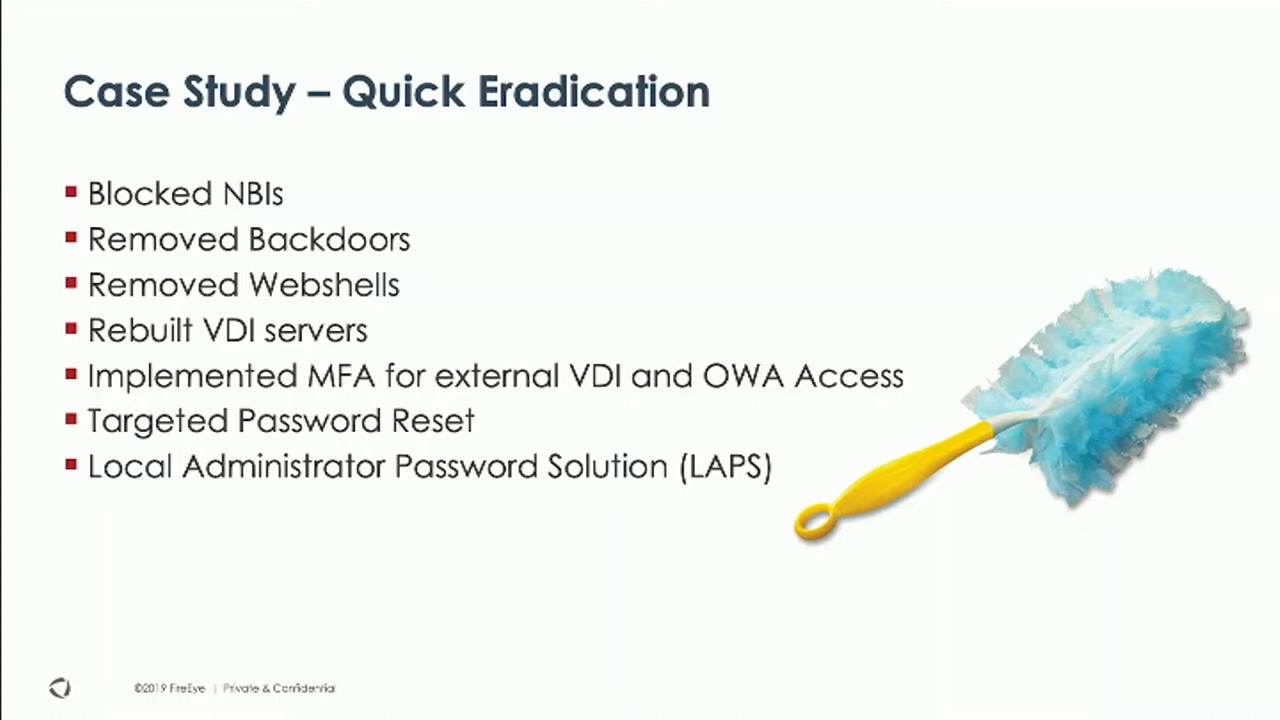 Case Study – Quick Eradication
▪ Blocked NBIs
▪ Removed Backdoors
▪ Removed Webshells
▪ Rebuilt VDI servers
▪ Implemented MFA for external VDI and OWA Access
▪ Targeted Password Reset
▪ Local Administrator Password Solution (LAPS)
©2019 FireEye | Private & Confidential